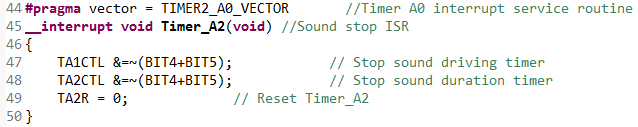 44 #pragma vector = TIMER2_A0_VECTOR //Timer A0 interrupt service routine
45 __interrupt void Timer_A2(void) //Sound stop ISR
46 {
47 TA1CTL &=~(BIT4+BIT5); // Stop sound driving timer
48 TA2CTL &=~(BIT4+BIT5); // Stop sound duration timer
49 TA2R = 0; // Reset Timer_A2
50 }